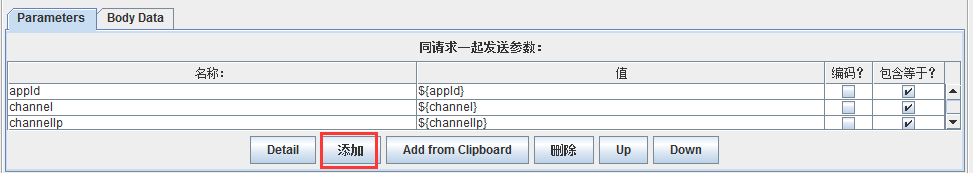 Parameters Body Data
同请求一起发送参数：
名称： 值 编码？ 包含等于？
appId ${appId}
channel ${channel}
channelIp ${channelIp}
Detail 添加 Add from Clipboard 删除 Up Down